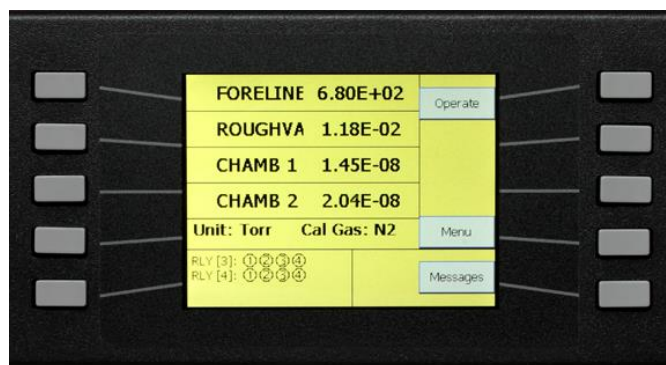 FORELINE 6.80E+02
Operate
ROUGHVA 1.18E-02
CHAMB 1 1.45E-08
CHAMB 2 2.04E-08
Unit: Torr Cal Gas: N2
Menu
RLY [3]: ①②③④
RLY [4]: ①②③④
Messages